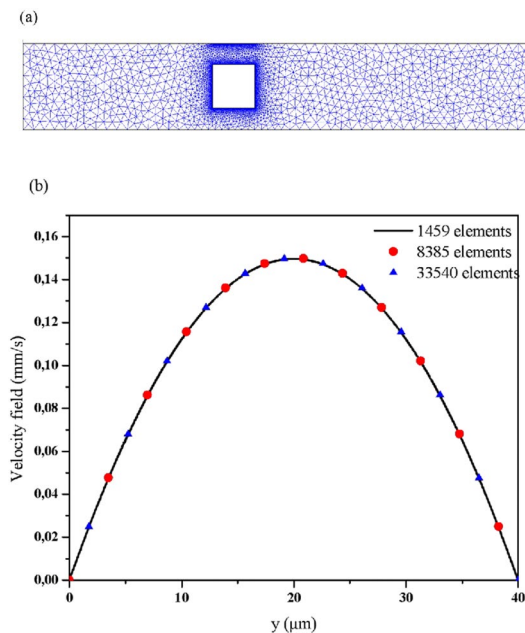 (a)
(b)
0,16
0,14
0,12
0,10
0,08
0,06
0,04
0,02
0,00
Velocity field (mm/s)
1459 elements
8385 elements
33540 elements
0
10
20
30
40
y (μm)